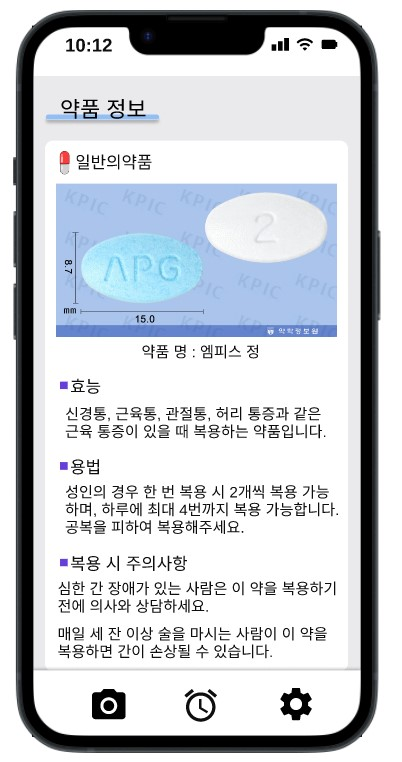 10:12
약품 정보
일반의약품
KPIC KPIC KPIC
2
APG
8.7
mm
15.0
약학정보원
약품 명 : 엠피스 정
효능
신경통, 근육통, 관절통, 허리 통증과 같은
근육 통증이 있을 때 복용하는 약품입니다.
용법
성인의 경우 한 번 복용 시 2개씩 복용 가능
하며, 하루에 최대 4번까지 복용 가능합니다.
공복을 피하여 복용해주세요.
복용 시 주의사항
심한 간 장애가 있는 사람은 이 약을 복용하기
전에 의사와 상담하세요.
매일 세 잔 이상 술을 마시는 사람이 이 약을
복용하면 간이 손상될 수 있습니다.